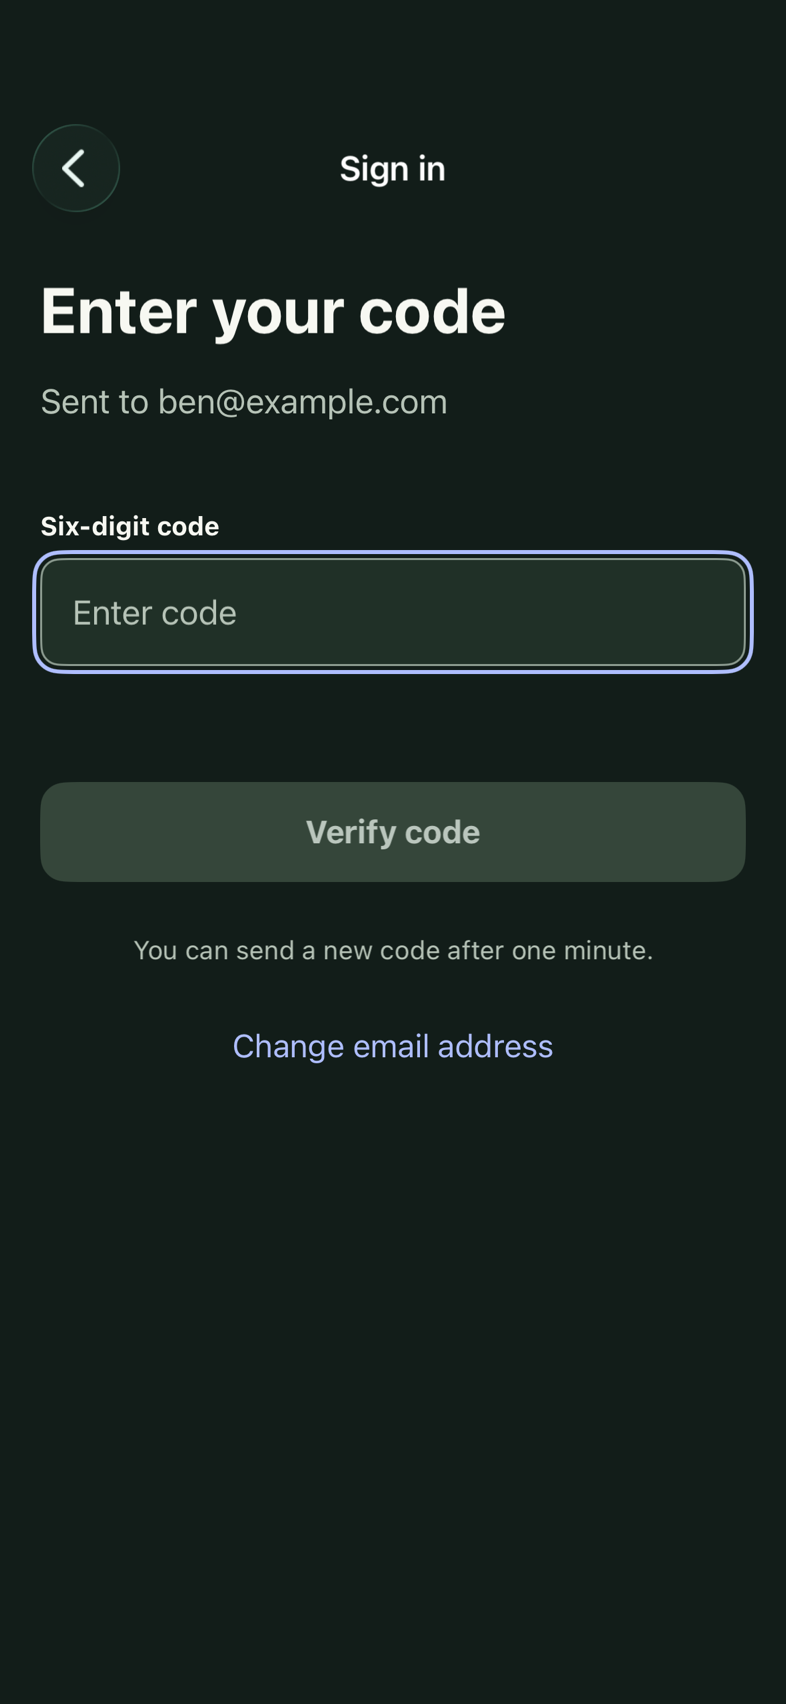 Sign in
Enter your code
Sent to ben@example.com
Six-digit code
Enter code
Verify code
You can send a new code after one minute.
Change email address